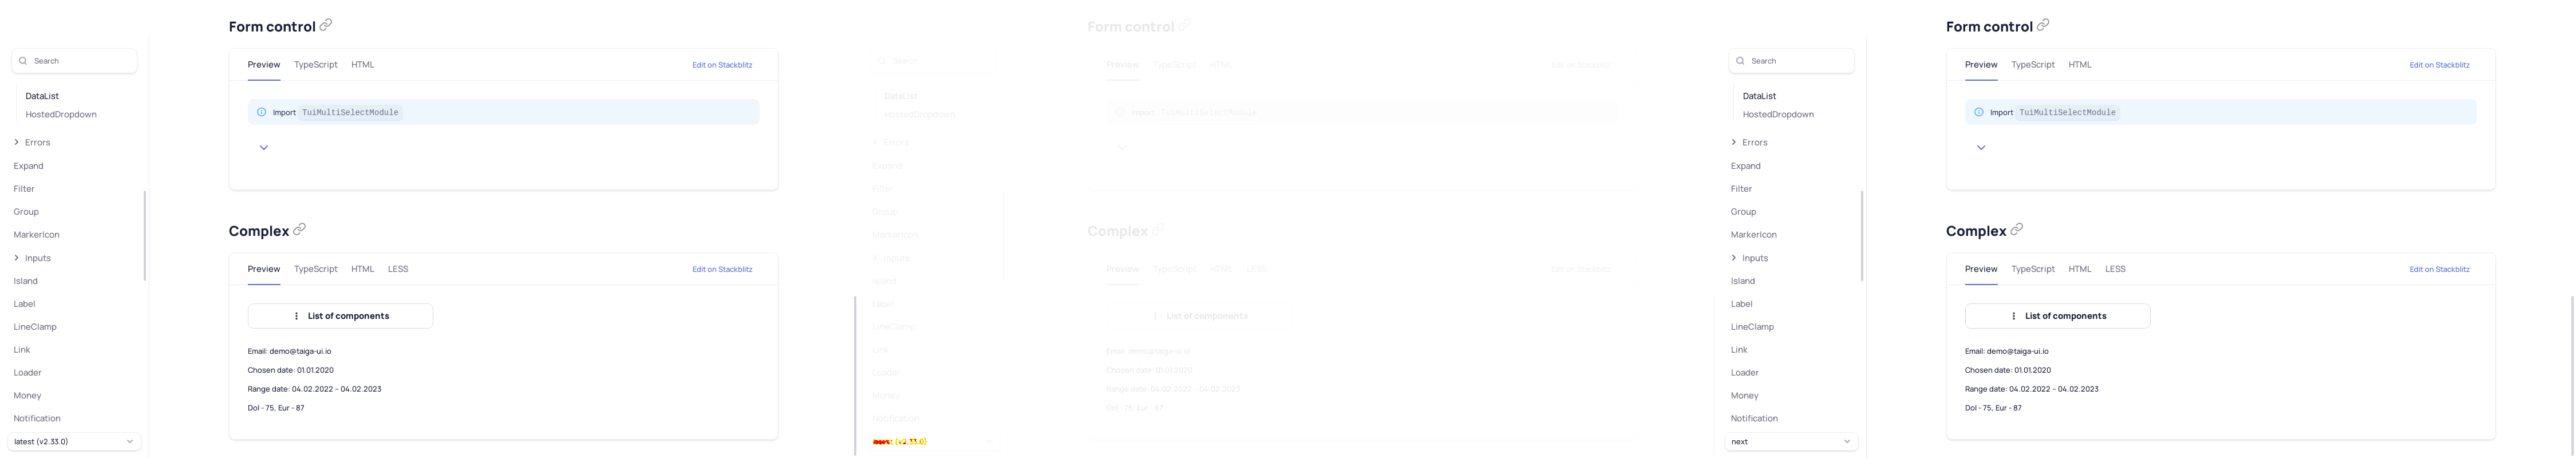 Form control
Search
Preview TypeScript HTML Edit on Stackblitz
DataList
HostedDropdown
Import TuiMultiSelectModule
Errors
Expand
Filter
Group
MarkerIcon
Inputs
Island
Label
LineClamp
Link
Loader
Money
Notification
latest (v2.33.0)
Complex
Preview TypeScript HTML LESS Edit on Stackblitz
List of components
Email: demo@taiga-ui.io
Chosen date: 01.01.2020
Range date: 04.02.2022 – 04.02.2023
Dol - 75, Eur - 87
Form control
Search
Preview TypeScript HTML Edit on Stackblitz
DataList
HostedDropdown
Import TuiMultiSelectModule
Errors
Expand
Filter
Group
MarkerIcon
Inputs
Island
Label
LineClamp
Link
Loader
Money
Notification
Complex
Preview TypeScript HTML LESS Edit on Stackblitz
List of components
Email: demo@taiga-ui.io
Chosen date: 01.01.2020
Range date: 04.02.2022 – 04.02.2023
Dol - 75, Eur - 87
Form control
Search
Preview TypeScript HTML Edit on Stackblitz
DataList
HostedDropdown
Import TuiMultiSelectModule
Errors
Expand
Filter
Group
MarkerIcon
Inputs
Island
Label
LineClamp
Link
Loader
Money
Notification
next
Complex
Preview TypeScript HTML LESS Edit on Stackblitz
List of components
Email: demo@taiga-ui.io
Chosen date: 01.01.2020
Range date: 04.02.2022 – 04.02.2023
Dol - 75, Eur - 87